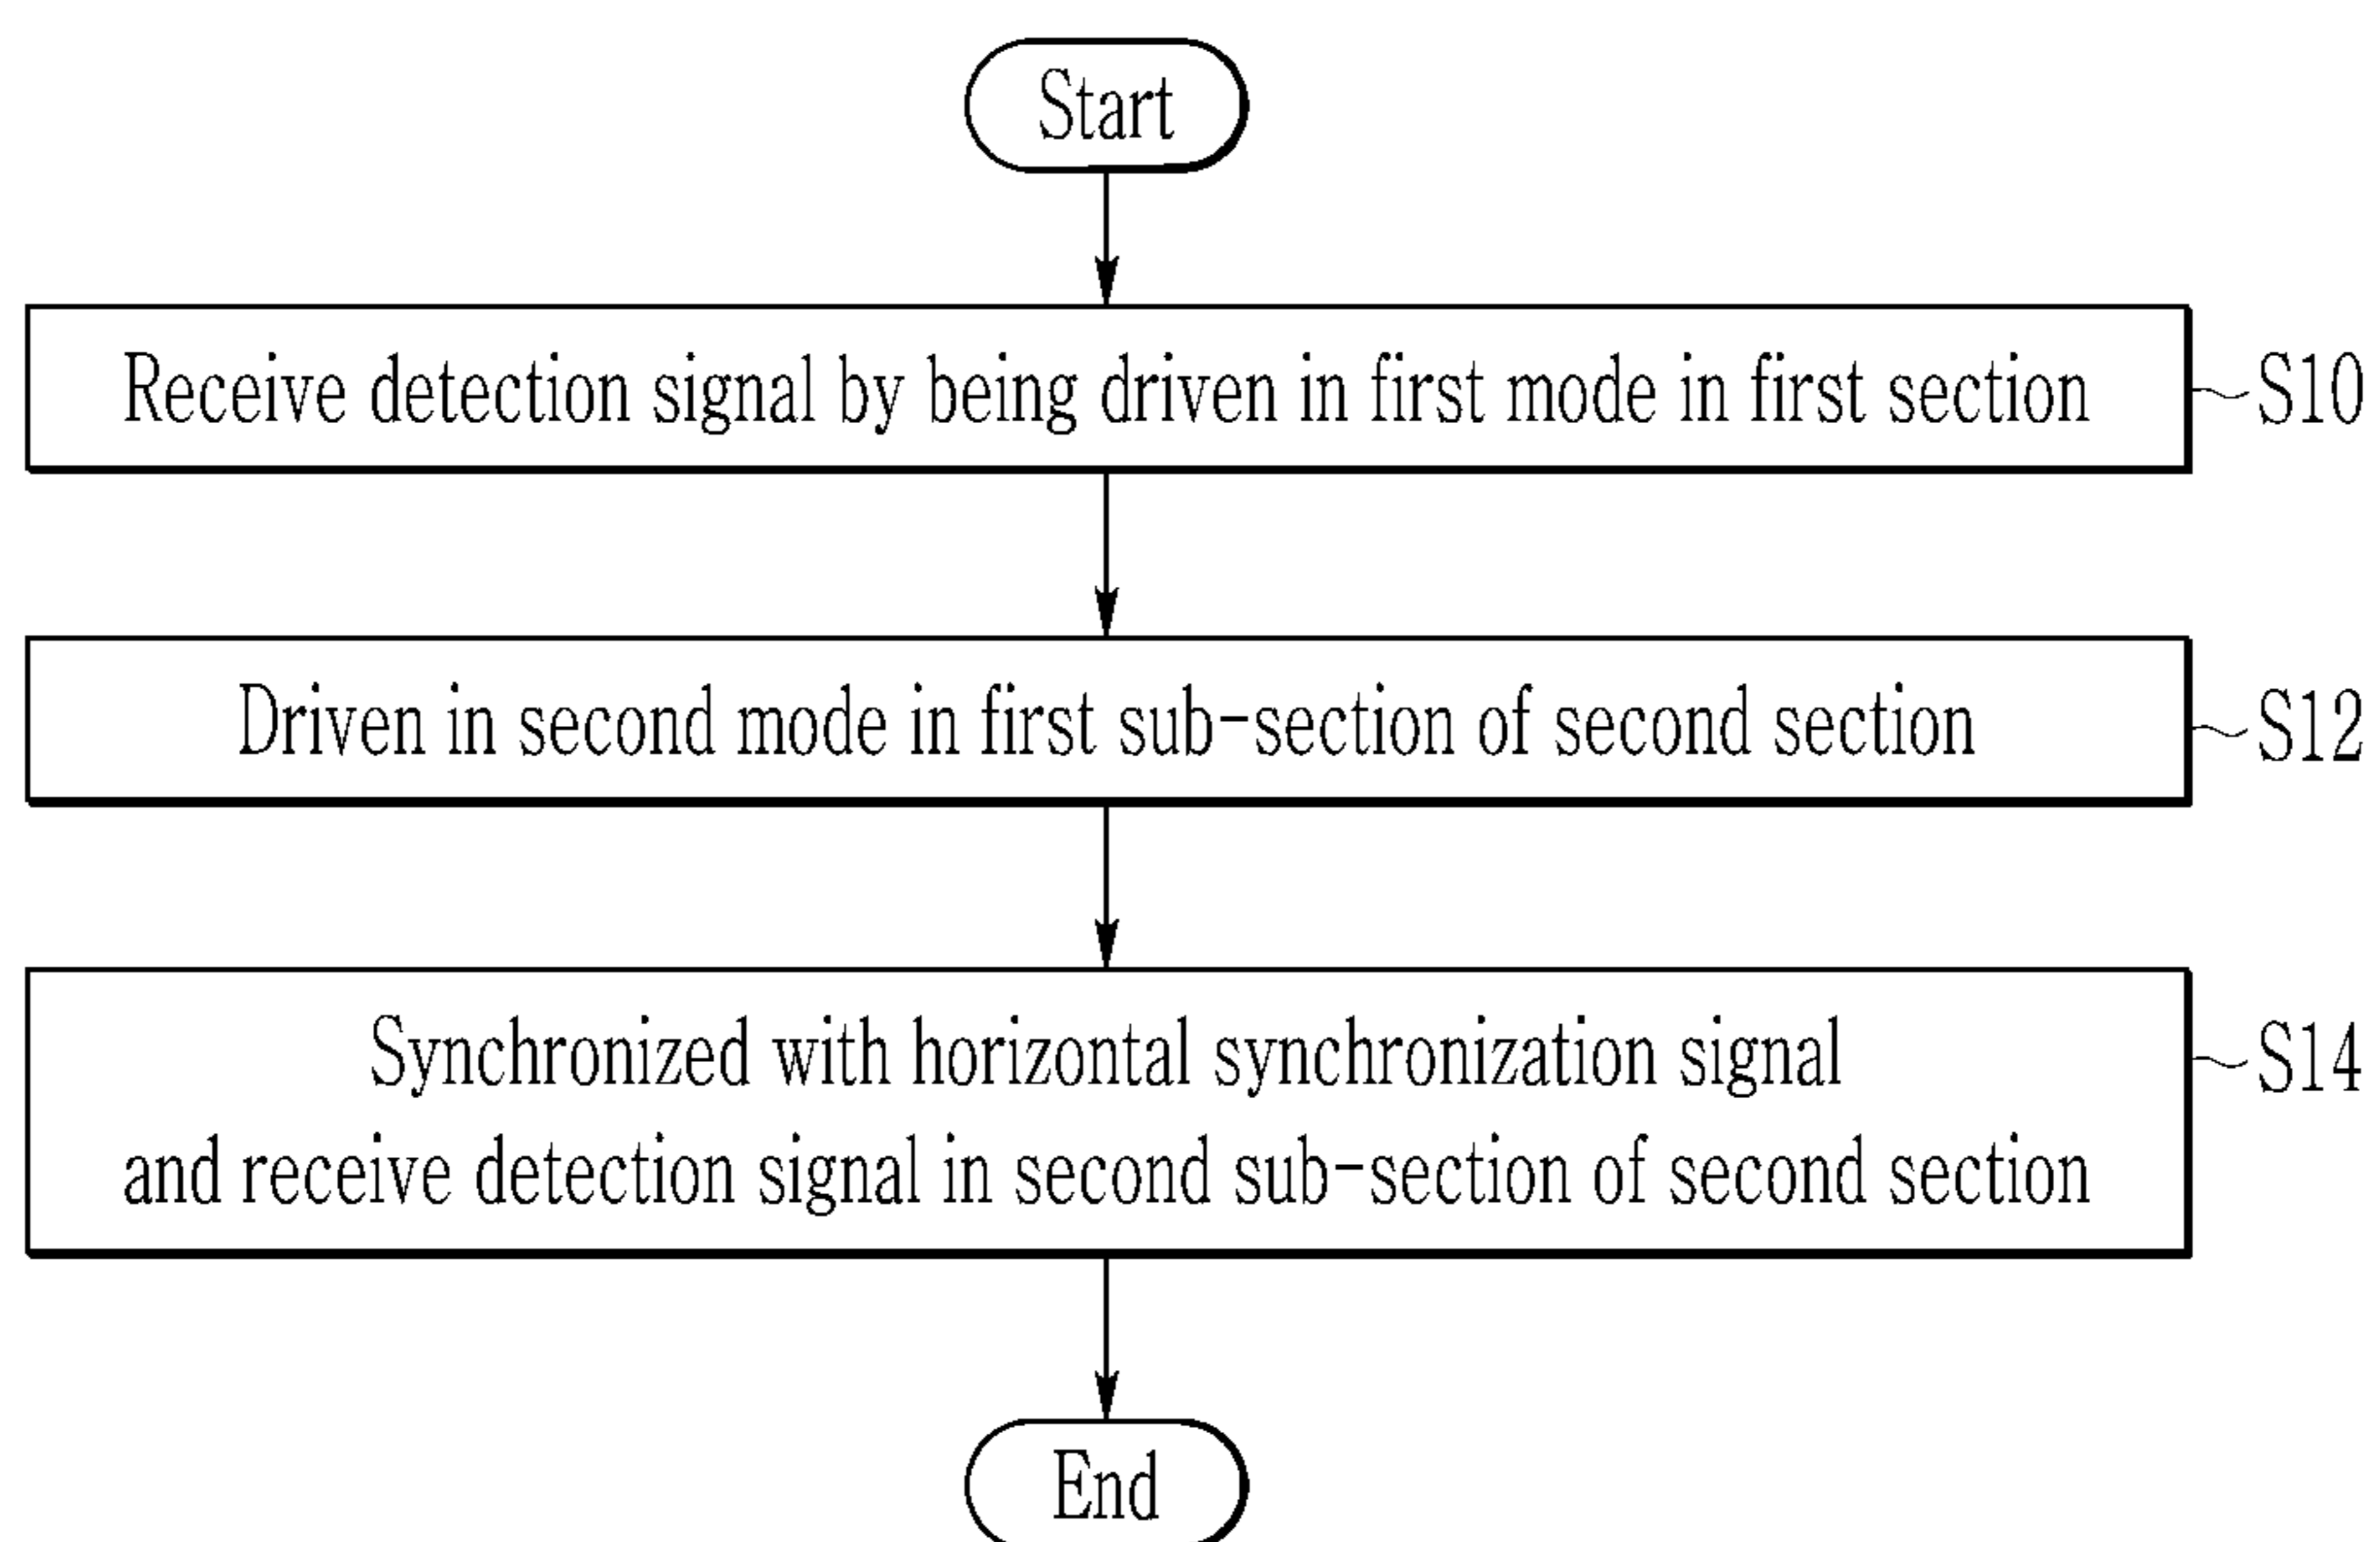 Start
Receive detection signal by being driven in first mode in first section
S10
Driven in second mode in first sub-section of second section
S12
Synchronized with horizontal synchronization signal
S14
and receive detection signal in second sub-section of second section
End